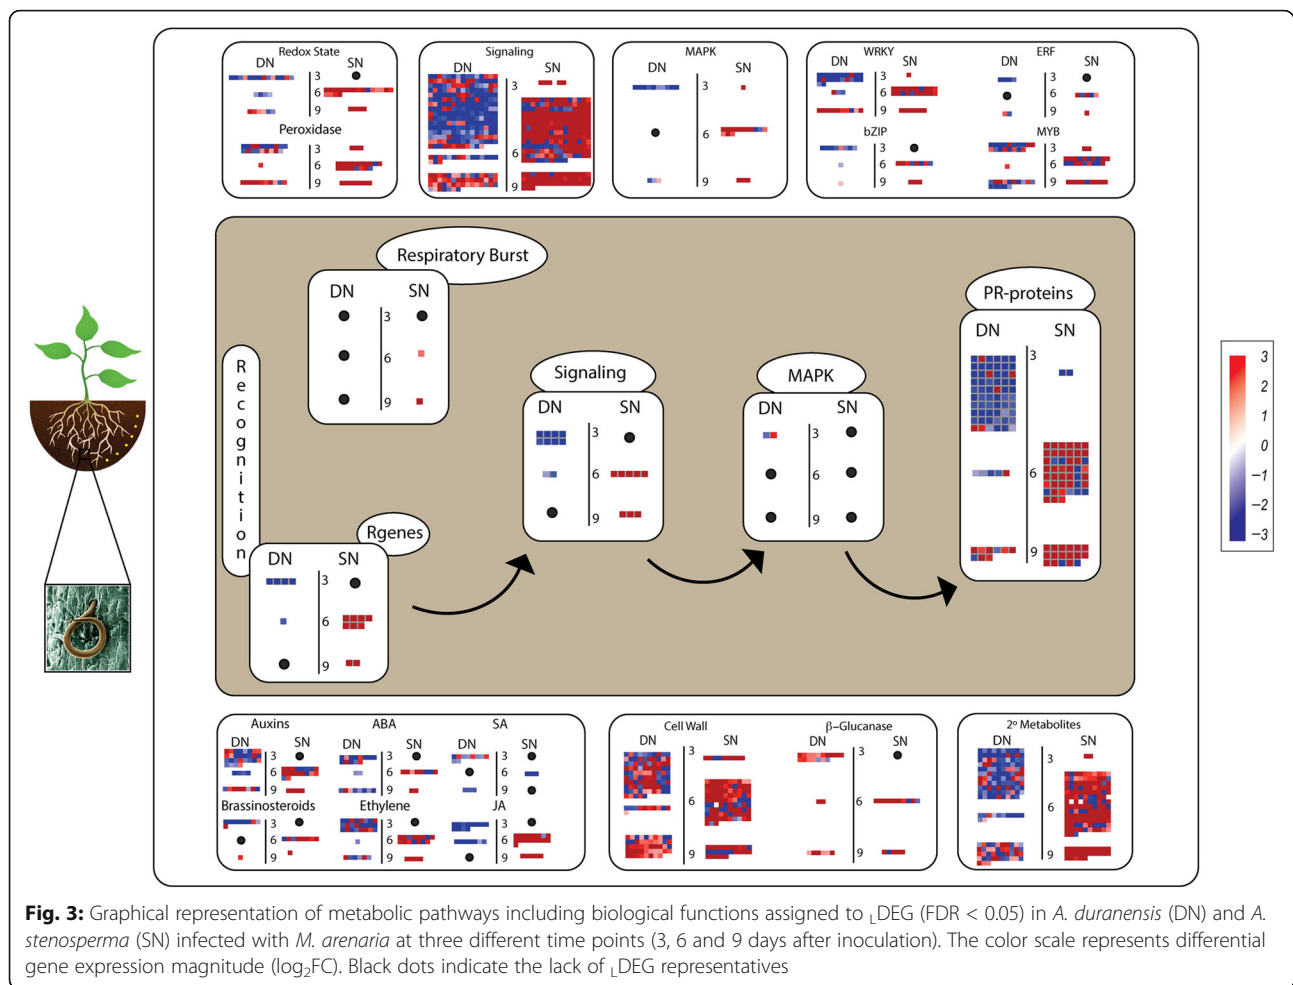 Redox State
DN SN
3
6
9
Peroxidase
3
6
9
Signaling
DN SN
3
6
9
MAPK
DN SN
3
6
9
WRKY
DN SN
3
6
9
ERF
DN SN
3
6
9
bZIP
3
6
9
MYB
3
6
9
Respiratory Burst
DN SN
3
6
9
Recognition
Rgenes
DN SN
3
6
9
Signaling
DN SN
3
6
9
MAPK
DN SN
3
6
9
PR-proteins
DN SN
3
6
9
3
2
1
0
−1
−2
−3
Auxins
DN SN
3
6
9
ABA
DN SN
3
6
9
SA
DN SN
3
6
9
Brassinosteroids
3
6
9
Ethylene
3
6
9
JA
3
6
9
Cell Wall
DN SN
3
6
9
β−Glucanase
DN SN
3
6
9
2º Metabolites
DN SN
3
6
9
Fig. 3: Graphical representation of metabolic pathways including biological functions assigned to LDEG (FDR < 0.05) in A. duranensis (DN) and A.
stenosperma (SN) infected with M. arenaria at three different time points (3, 6 and 9 days after inoculation). The color scale represents differential
gene expression magnitude (log2FC). Black dots indicate the lack of LDEG representatives